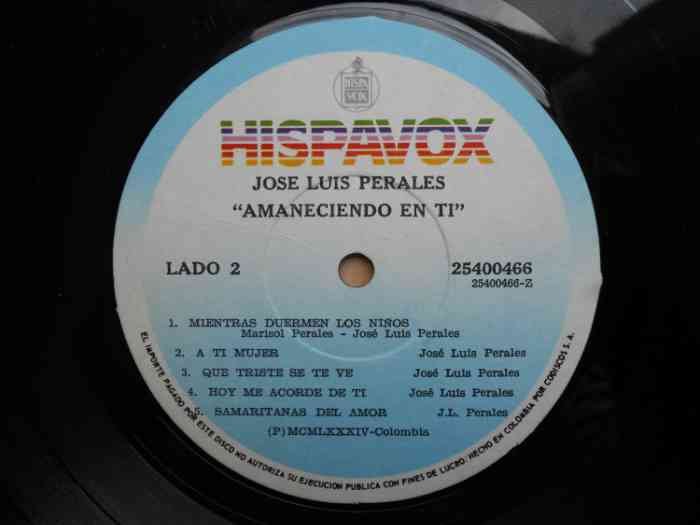 HISPA
VOX
HISPAVOX
JOSE LUIS PERALES
“AMANECIENDO EN TI”
LADO 2 25400466
25400466-Z
1. MIENTRAS DUERMEN LOS NIÑOS
Marisol Perales - José Luis Perales
2. A TI MUJER José Luis Perales
3. QUE TRISTE SE TE VE José Luis Perales
4. HOY ME ACORDE DE TI José Luis Perales
5. SAMARITANAS DEL AMOR J.L. Perales
(P) MCMLXXXIV-Colombia
EL IMPORTE PAGADO POR ESTE DISCO NO AUTORIZA SU EJECUCION PUBLICA CON FINES DE LUCRO. HECHO EN COLOMBIA POR CODISCOS S. A.